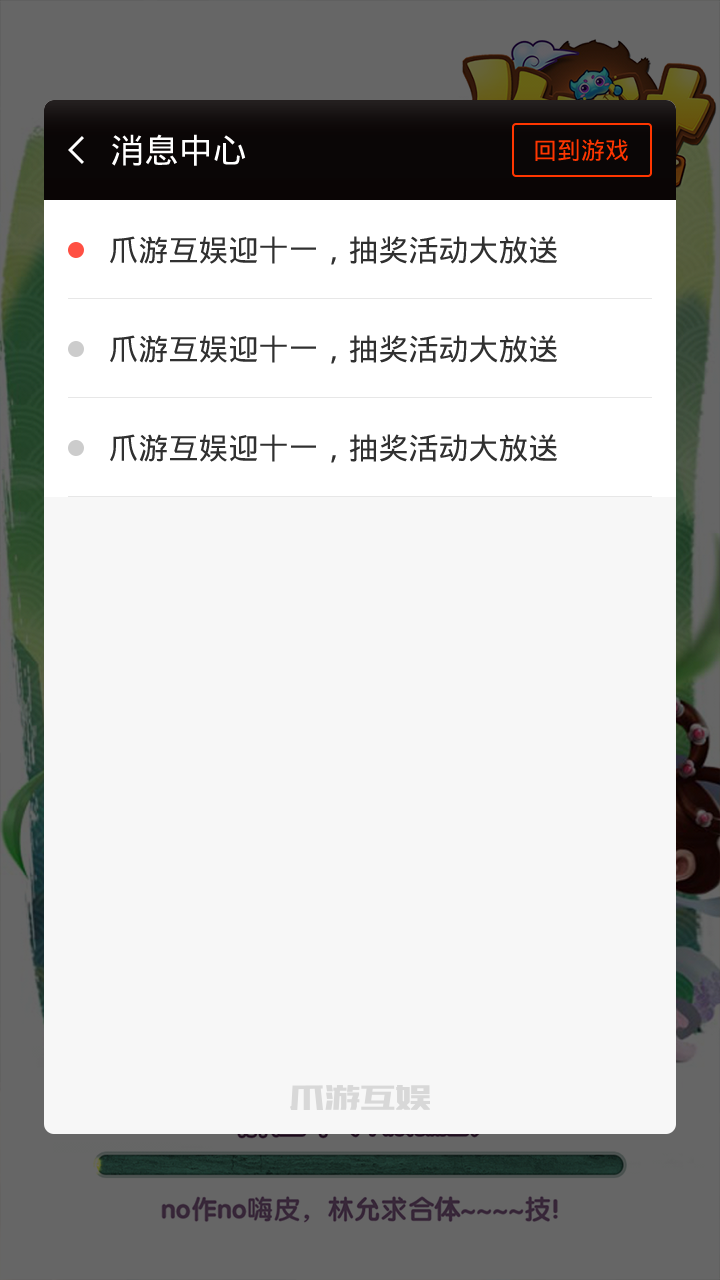 消息中心
回到游戏
爪游互娱迎十一，抽奖活动大放送
爪游互娱迎十一，抽奖活动大放送
爪游互娱迎十一，抽奖活动大放送
爪游互娱
no作no嗨皮，林允求合体~~~~技!